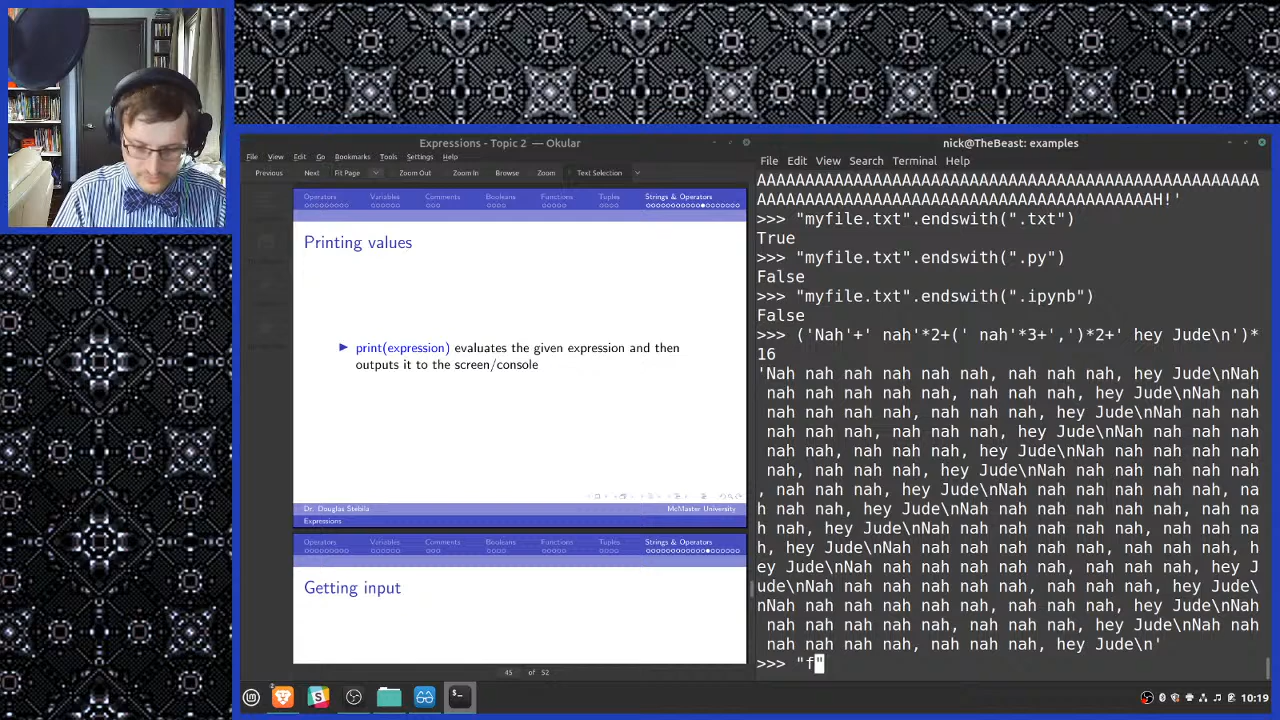 Expressions - Topic 2 — Okular
File Edit View Go Bookmarks Tools Settings Help
Previous Next Fit Page Zoom Out Zoom In Browse Zoom Text Selection
Operators Variables Comments Booleans Functions Tuples Strings & Operators
Printing values
print(expression) evaluates the given expression and then
outputs it to the screen/console
Dr. Douglas Stebila McMaster University
Expressions
Operators Variables Comments Booleans Functions Tuples Strings & Operators
Getting input
45 of 52
nick@TheBeast: examples
File Edit View Search Terminal Help
AAAAAAAAAAAAAAAAAAAAAAAAAAAAAAAAAAAAAAAAAAAAAAAAAAAA
AAAAAAAAAAAAAAAAAAAAAAAAAAAAAAAAAAAAAAAAAH!'
>>> "myfile.txt".endswith(".txt")
True
>>> "myfile.txt".endswith(".py")
False
>>> "myfile.txt".endswith(".ipynb")
False
>>> ('Nah'+' nah'*2+(' nah'*3+',')*2+' hey Jude\n')*
16
'Nah nah nah nah nah nah, nah nah nah, hey Jude\nNah
 nah nah nah nah nah, nah nah nah, hey Jude\nNah nah
 nah nah nah nah, nah nah nah, hey Jude\nNah nah nah
 nah nah nah, nah nah nah, hey Jude\nNah nah nah nah
 nah nah, nah nah nah, hey Jude\nNah nah nah nah nah
 nah, nah nah nah, hey Jude\nNah nah nah nah nah nah
, nah nah nah, hey Jude\nNah nah nah nah nah nah, na
h nah nah, hey Jude\nNah nah nah nah nah nah, nah na
h nah, hey Jude\nNah nah nah nah nah nah, nah nah na
h, hey Jude\nNah nah nah nah nah nah, nah nah nah, h
ey Jude\nNah nah nah nah nah nah, nah nah nah, hey J
ude\nNah nah nah nah nah nah, nah nah nah, hey Jude\
nNah nah nah nah nah nah, nah nah nah, hey Jude\nNah
 nah nah nah nah nah, nah nah nah, hey Jude\nNah nah
 nah nah nah nah, nah nah nah, hey Jude\n'
>>> "f"
10:19